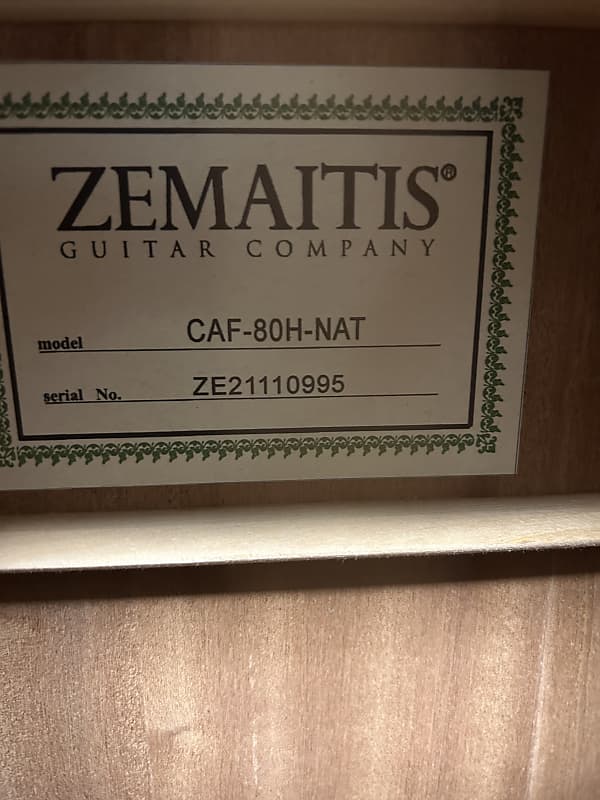 ZEMAITIS®
GUITAR COMPANY
model CAF-80H-NAT
serial No. ZE21110995